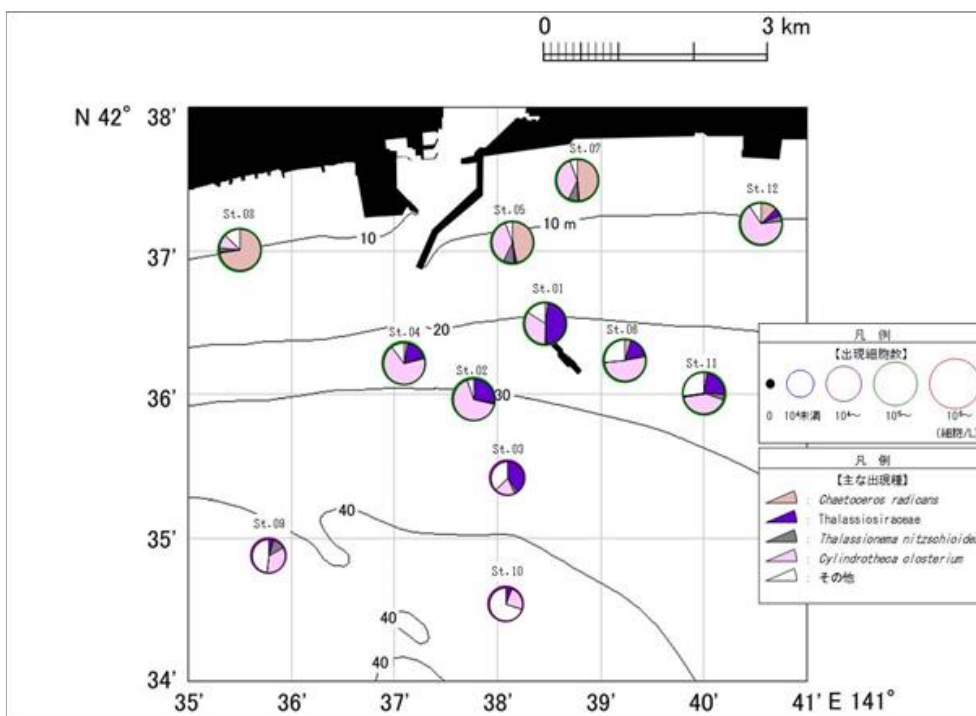 0 3 km
N 42° 38'
37'
36'
35'
34'
35' 36' 37' 38' 39' 40' 41' E 141°
St.07
St.12
St.08
St.05
10
10 m
St.01
20
St.04
St.06
St.02
St.11
30
St.03
40
St.09
St.10
40
40
凡 例
【出現細胞数】
0 10⁴未満 10⁴～ 10⁵～ 10⁶～
(細胞/L)
凡 例
【主な出現種】
: Chaetoceros radicans
: Thalassiosiraceae
: Thalassionema nitzschioides
: Cylindrotheca closterium
: その他